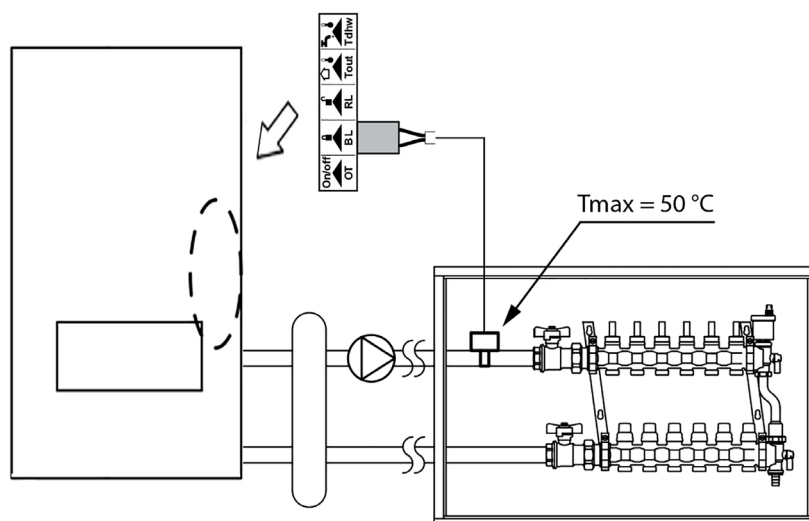 Tdhw
Tout
RL
BL
On/off
OT
Tmax = 50 °C